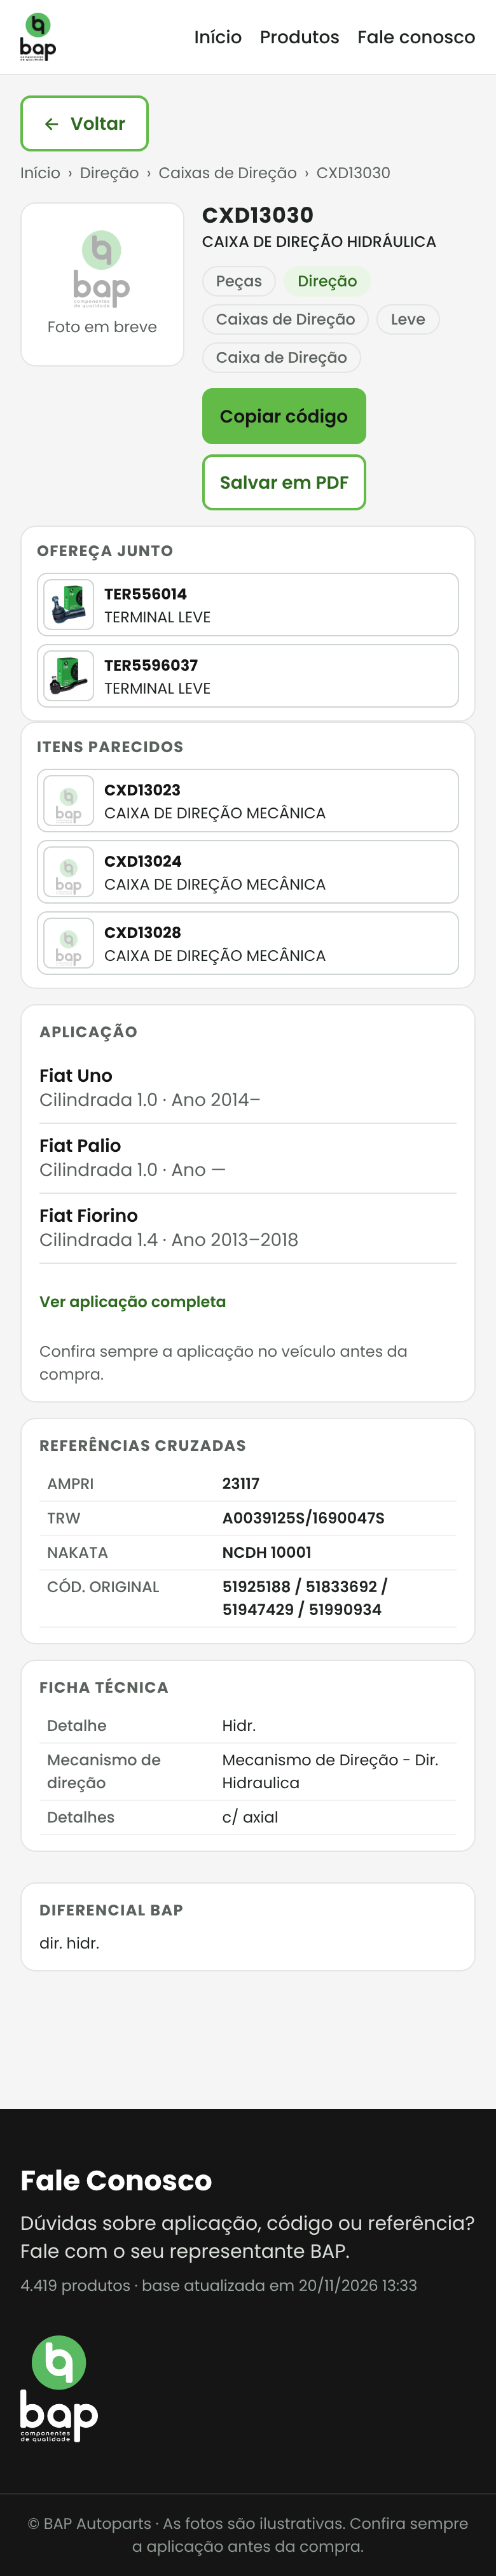 bap
componentes
de qualidade
Início Produtos Fale conosco
← Voltar
Início › Direção › Caixas de Direção › CXD13030
bap
componentes
de qualidade
Foto em breve
CXD13030
CAIXA DE DIREÇÃO HIDRÁULICA
Peças Direção
Caixas de Direção Leve
Caixa de Direção
Copiar código
Salvar em PDF
OFEREÇA JUNTO
TER556014
TERMINAL LEVE
TER5596037
TERMINAL LEVE
ITENS PARECIDOS
bap
CXD13023
CAIXA DE DIREÇÃO MECÂNICA
bap
CXD13024
CAIXA DE DIREÇÃO MECÂNICA
bap
CXD13028
CAIXA DE DIREÇÃO MECÂNICA
APLICAÇÃO
Fiat Uno
Cilindrada 1.0 · Ano 2014–
Fiat Palio
Cilindrada 1.0 · Ano —
Fiat Fiorino
Cilindrada 1.4 · Ano 2013–2018
Ver aplicação completa
Confira sempre a aplicação no veículo antes da
compra.
REFERÊNCIAS CRUZADAS
AMPRI 23117
TRW A0039125S/1690047S
NAKATA NCDH 10001
CÓD. ORIGINAL 51925188 / 51833692 /
51947429 / 51990934
FICHA TÉCNICA
Detalhe Hidr.
Mecanismo de direção Mecanismo de Direção - Dir. Hidraulica
Detalhes c/ axial
DIFERENCIAL BAP
dir. hidr.
Fale Conosco
Dúvidas sobre aplicação, código ou referência?
Fale com o seu representante BAP.
4.419 produtos · base atualizada em 20/11/2026 13:33
bap
componentes
de qualidade
© BAP Autoparts · As fotos são ilustrativas. Confira sempre
a aplicação antes da compra.